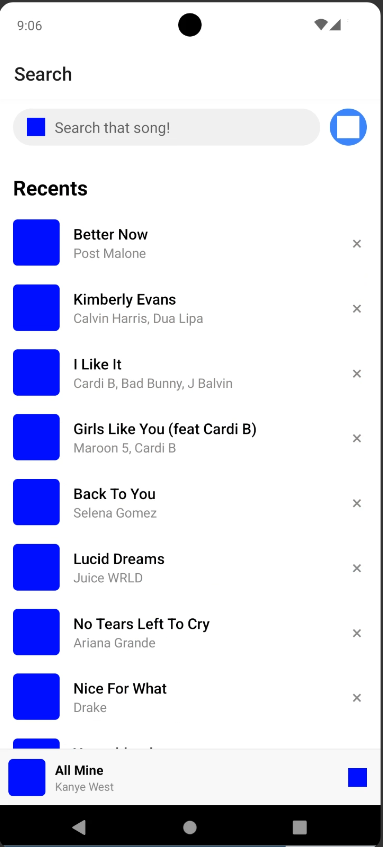 9:06
Search
Search that song!
Recents
Better Now
Post Malone
Kimberly Evans
Calvin Harris, Dua Lipa
I Like It
Cardi B, Bad Bunny, J Balvin
Girls Like You (feat Cardi B)
Maroon 5, Cardi B
Back To You
Selena Gomez
Lucid Dreams
Juice WRLD
No Tears Left To Cry
Ariana Grande
Nice For What
Drake
All Mine
Kanye West